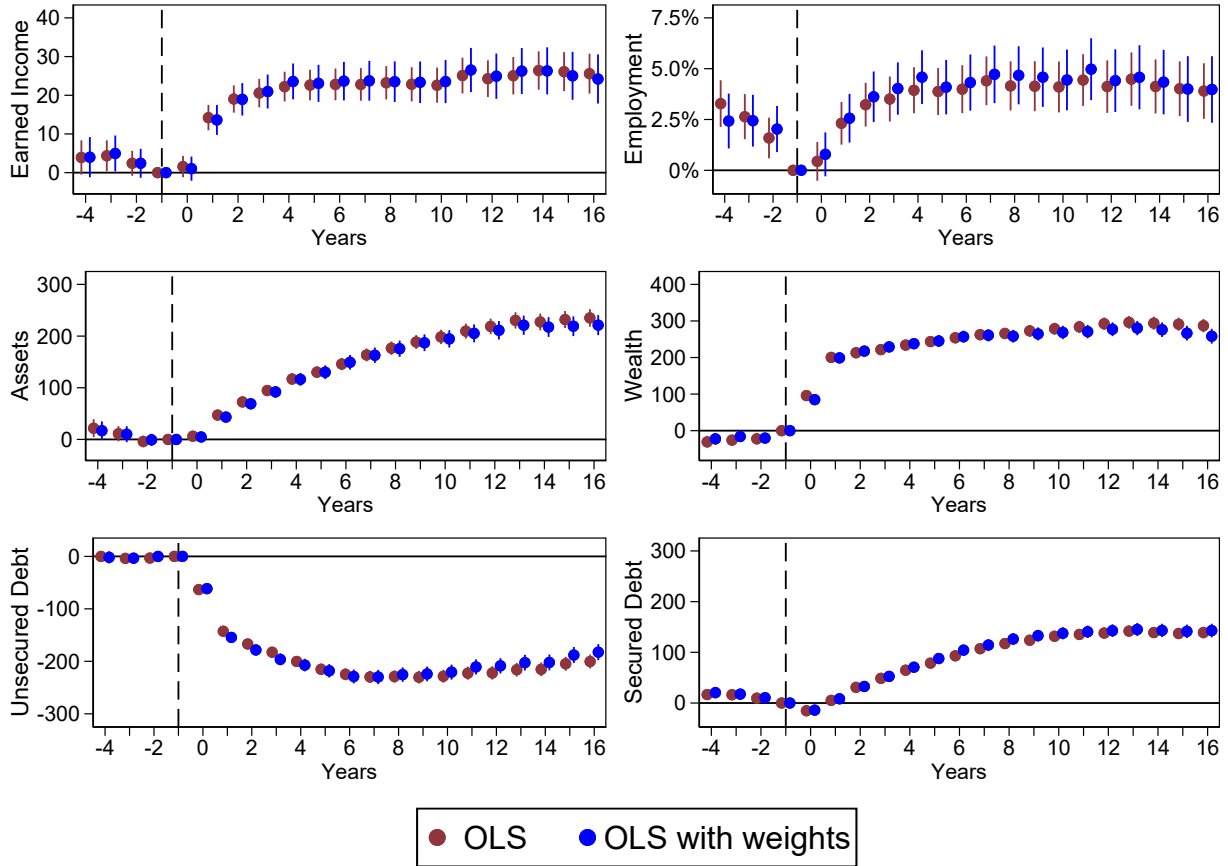 Earned Income
40
30
20
10
0
-4 -2 0 2 4 6 8 10 12 14 16
Years
Employment
7.5%
5.0%
2.5%
0%
-4 -2 0 2 4 6 8 10 12 14 16
Years
Assets
300
200
100
0
-4 -2 0 2 4 6 8 10 12 14 16
Years
Wealth
400
300
200
100
0
-4 -2 0 2 4 6 8 10 12 14 16
Years
Unsecured Debt
0
-100
-200
-300
-4 -2 0 2 4 6 8 10 12 14 16
Years
Secured Debt
300
200
100
0
-4 -2 0 2 4 6 8 10 12 14 16
Years
OLS OLS with weights